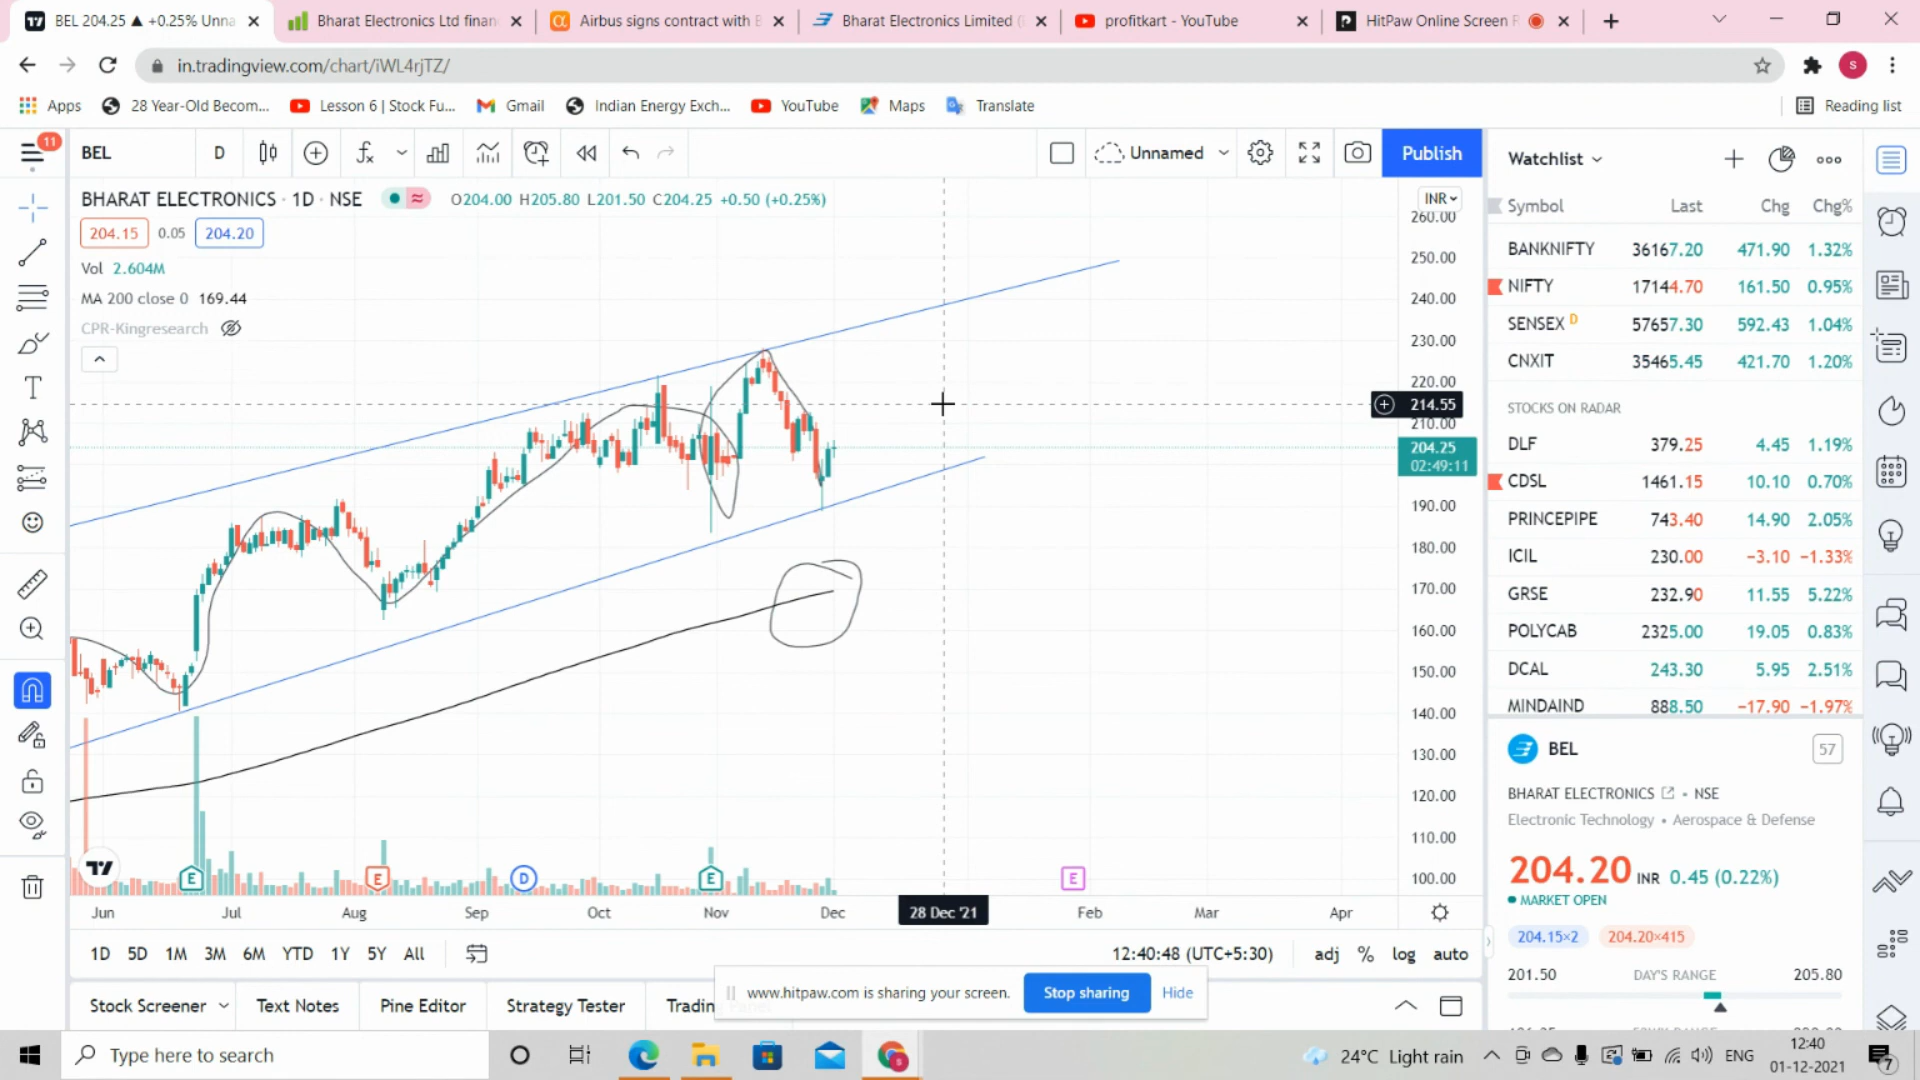 BEL 204.25 ▲ +0.25% Unna
Bharat Electronics Ltd finan
Airbus signs contract with B
Bharat Electronics Limited (
profitkart - YouTube
HitPaw Online Screen R
in.tradingview.com/chart/iWL4rjTZ/
S
Apps
28 Year-Old Becom...
Lesson 6 | Stock Fu...
Gmail
Indian Energy Exch...
YouTube
Maps
Translate
Reading list
11
BEL
D
Unnamed
Publish
BHARAT ELECTRONICS · 1D · NSE
O204.00 H205.80 L201.50 C204.25 +0.50 (+0.25%)
204.15
0.05
204.20
Vol 2.604M
MA 200 close 0 169.44
CPR-Kingresearch
INR
260.00
250.00
240.00
230.00
220.00
214.55
210.00
204.25
02:49:11
190.00
180.00
170.00
160.00
150.00
140.00
130.00
120.00
110.00
100.00
E
E
D
E
E
Jun
Jul
Aug
Sep
Oct
Nov
Dec
28 Dec '21
Feb
Mar
Apr
1D 5D 1M 3M 6M YTD 1Y 5Y All
12:40:48 (UTC+5:30)
adj % log auto
Stock Screener
Text Notes
Pine Editor
Strategy Tester
Tradin
www.hitpaw.com is sharing your screen.
Stop sharing
Hide
Watchlist
Symbol Last Chg Chg%
BANKNIFTY 36167.20 471.90 1.32%
NIFTY 17144.70 161.50 0.95%
SENSEX D 57657.30 592.43 1.04%
CNXIT 35465.45 421.70 1.20%
STOCKS ON RADAR
DLF 379.25 4.45 1.19%
CDSL 1461.15 10.10 0.70%
PRINCEPIPE 743.40 14.90 2.05%
ICIL 230.00 −3.10 −1.33%
GRSE 232.90 11.55 5.22%
POLYCAB 2325.00 19.05 0.83%
DCAL 243.30 5.95 2.51%
MINDAIND 888.50 −17.90 −1.97%
BEL
57
BHARAT ELECTRONICS • NSE
Electronic Technology • Aerospace & Defense
204.20 INR 0.45 (0.22%)
MARKET OPEN
204.15×2
204.20×415
201.50 DAY'S RANGE 205.80
Type here to search
24°C Light rain
ENG
12:40
01-12-2021
7